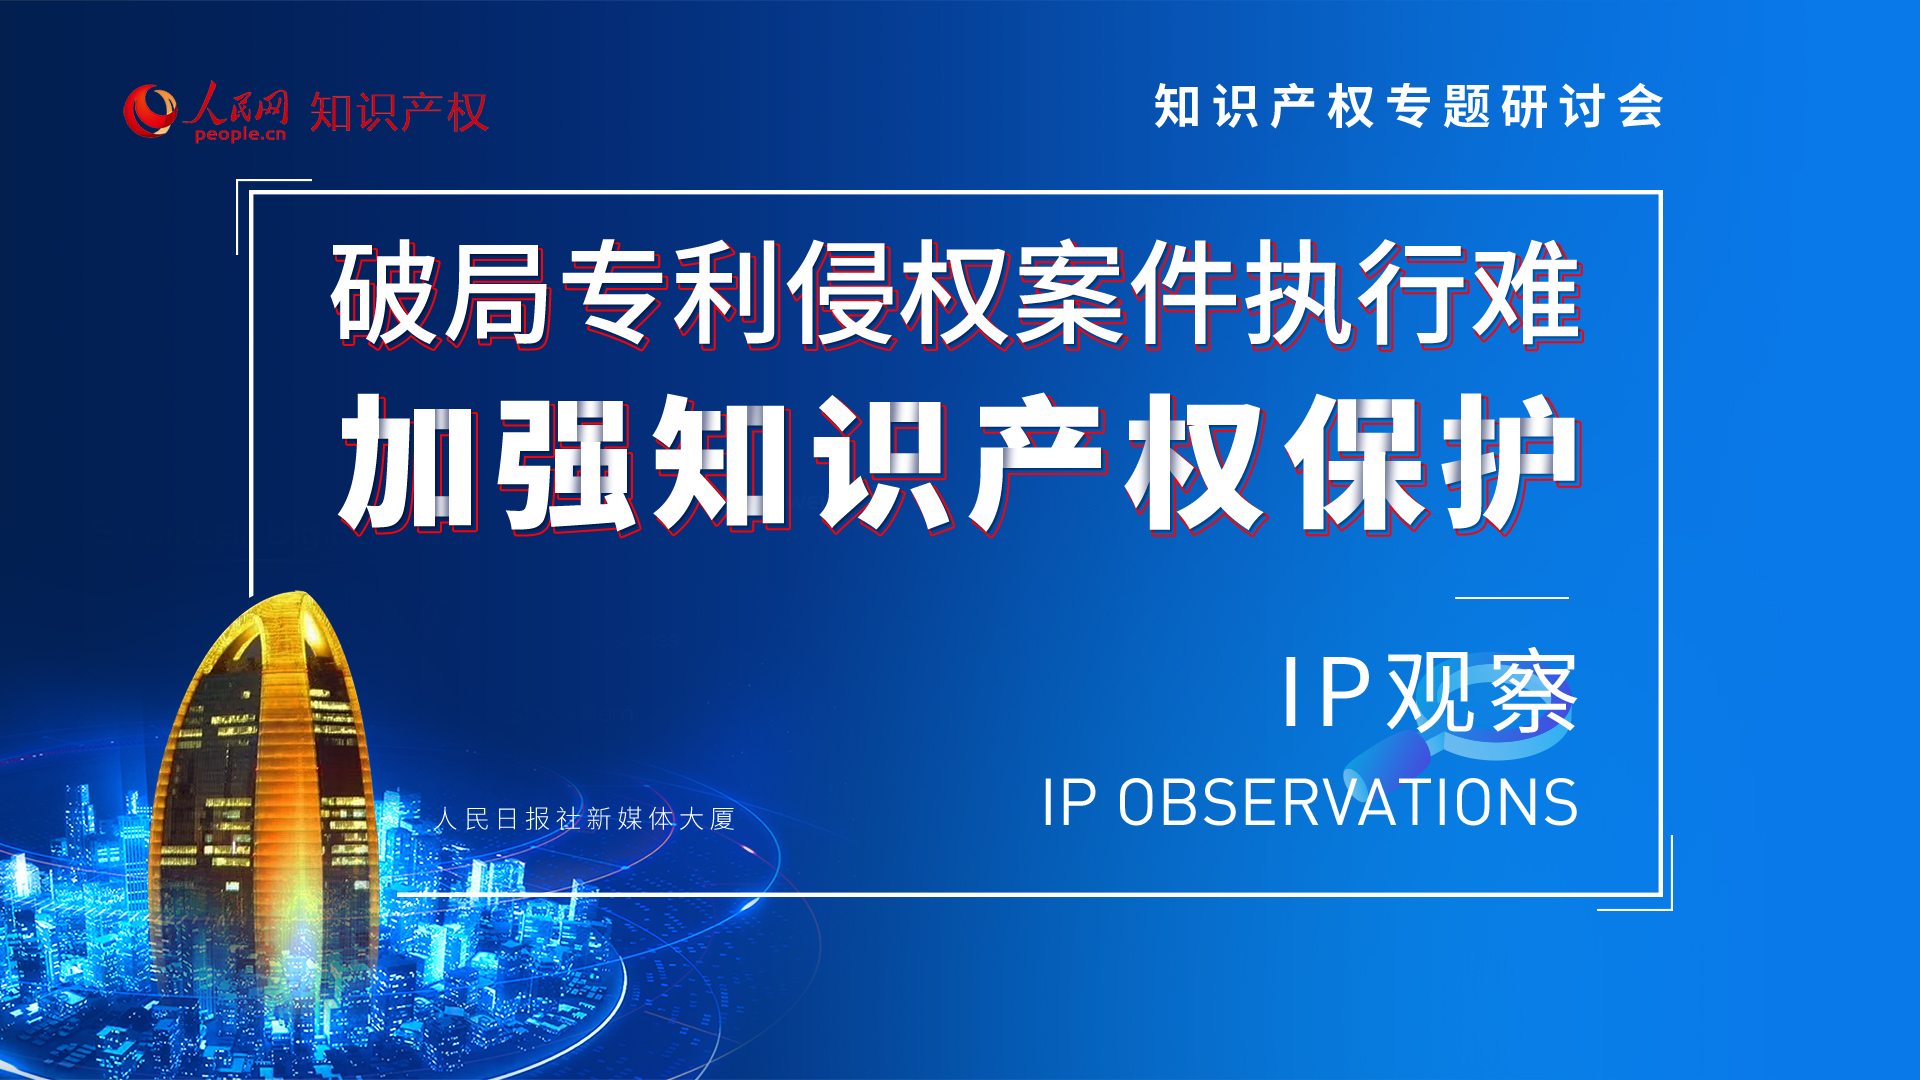 人民网 知识产权
people.cn
知识产权专题研讨会
破局专利侵权案件执行难
加强知识产权保护
IP观察
IP OBSERVATIONS
人民日报社新媒体大厦